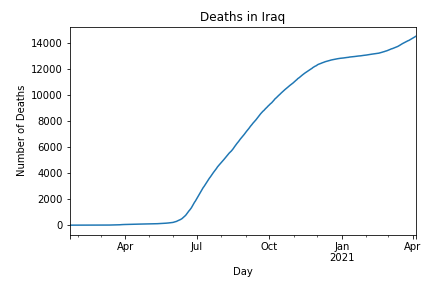 Deaths in Iraq
14000
12000
10000
8000
6000
4000
2000
0
Number of Deaths
Apr
Jul
Oct
Jan
2021
Apr
Day